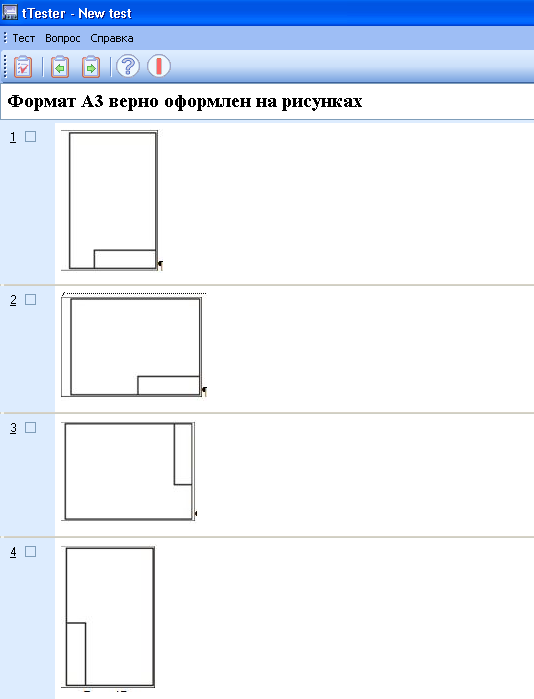 tTester - New test
Тест Вопрос Справка
Формат А3 верно оформлен на рисунках
1
2
3
4